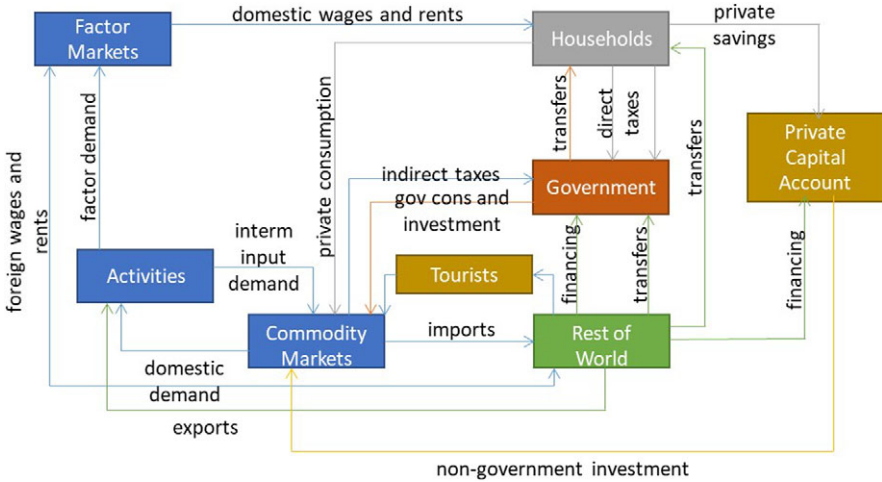 domestic wages and rents
private
savings
Factor
Markets
Households
foreign wages and
rents
factor demand
private consumption
transfers
direct
taxes
transfers
Private
Capital
Account
indirect taxes
Government
gov cons and
investment
interm
input
demand
Activities
Tourists
financing
transfers
financing
Commodity
Markets
imports
Rest of
World
domestic
demand
exports
non-government investment